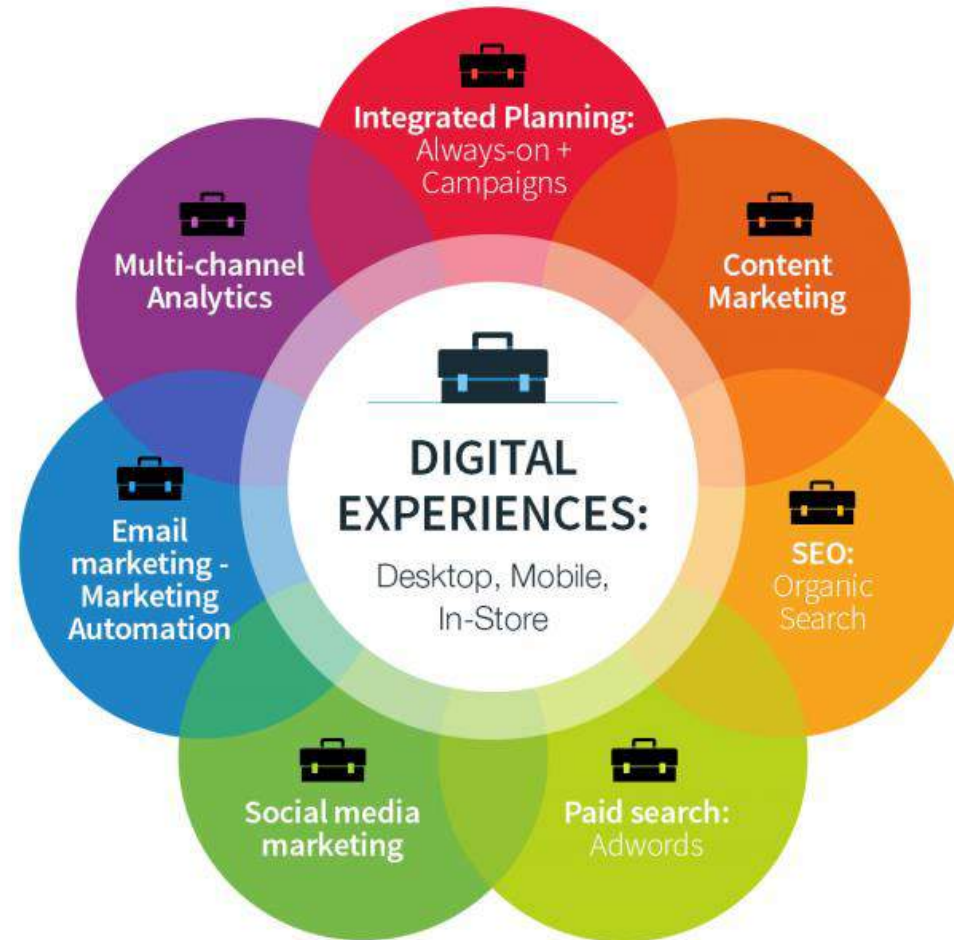 Integrated Planning:
Always-on +
Campaigns
Content
Marketing
SEO:
Organic
Search
Paid search:
Adwords
Social media
marketing
Email
marketing -
Marketing
Automation
Multi-channel
Analytics
DIGITAL
EXPERIENCES:
Desktop, Mobile,
In-Store